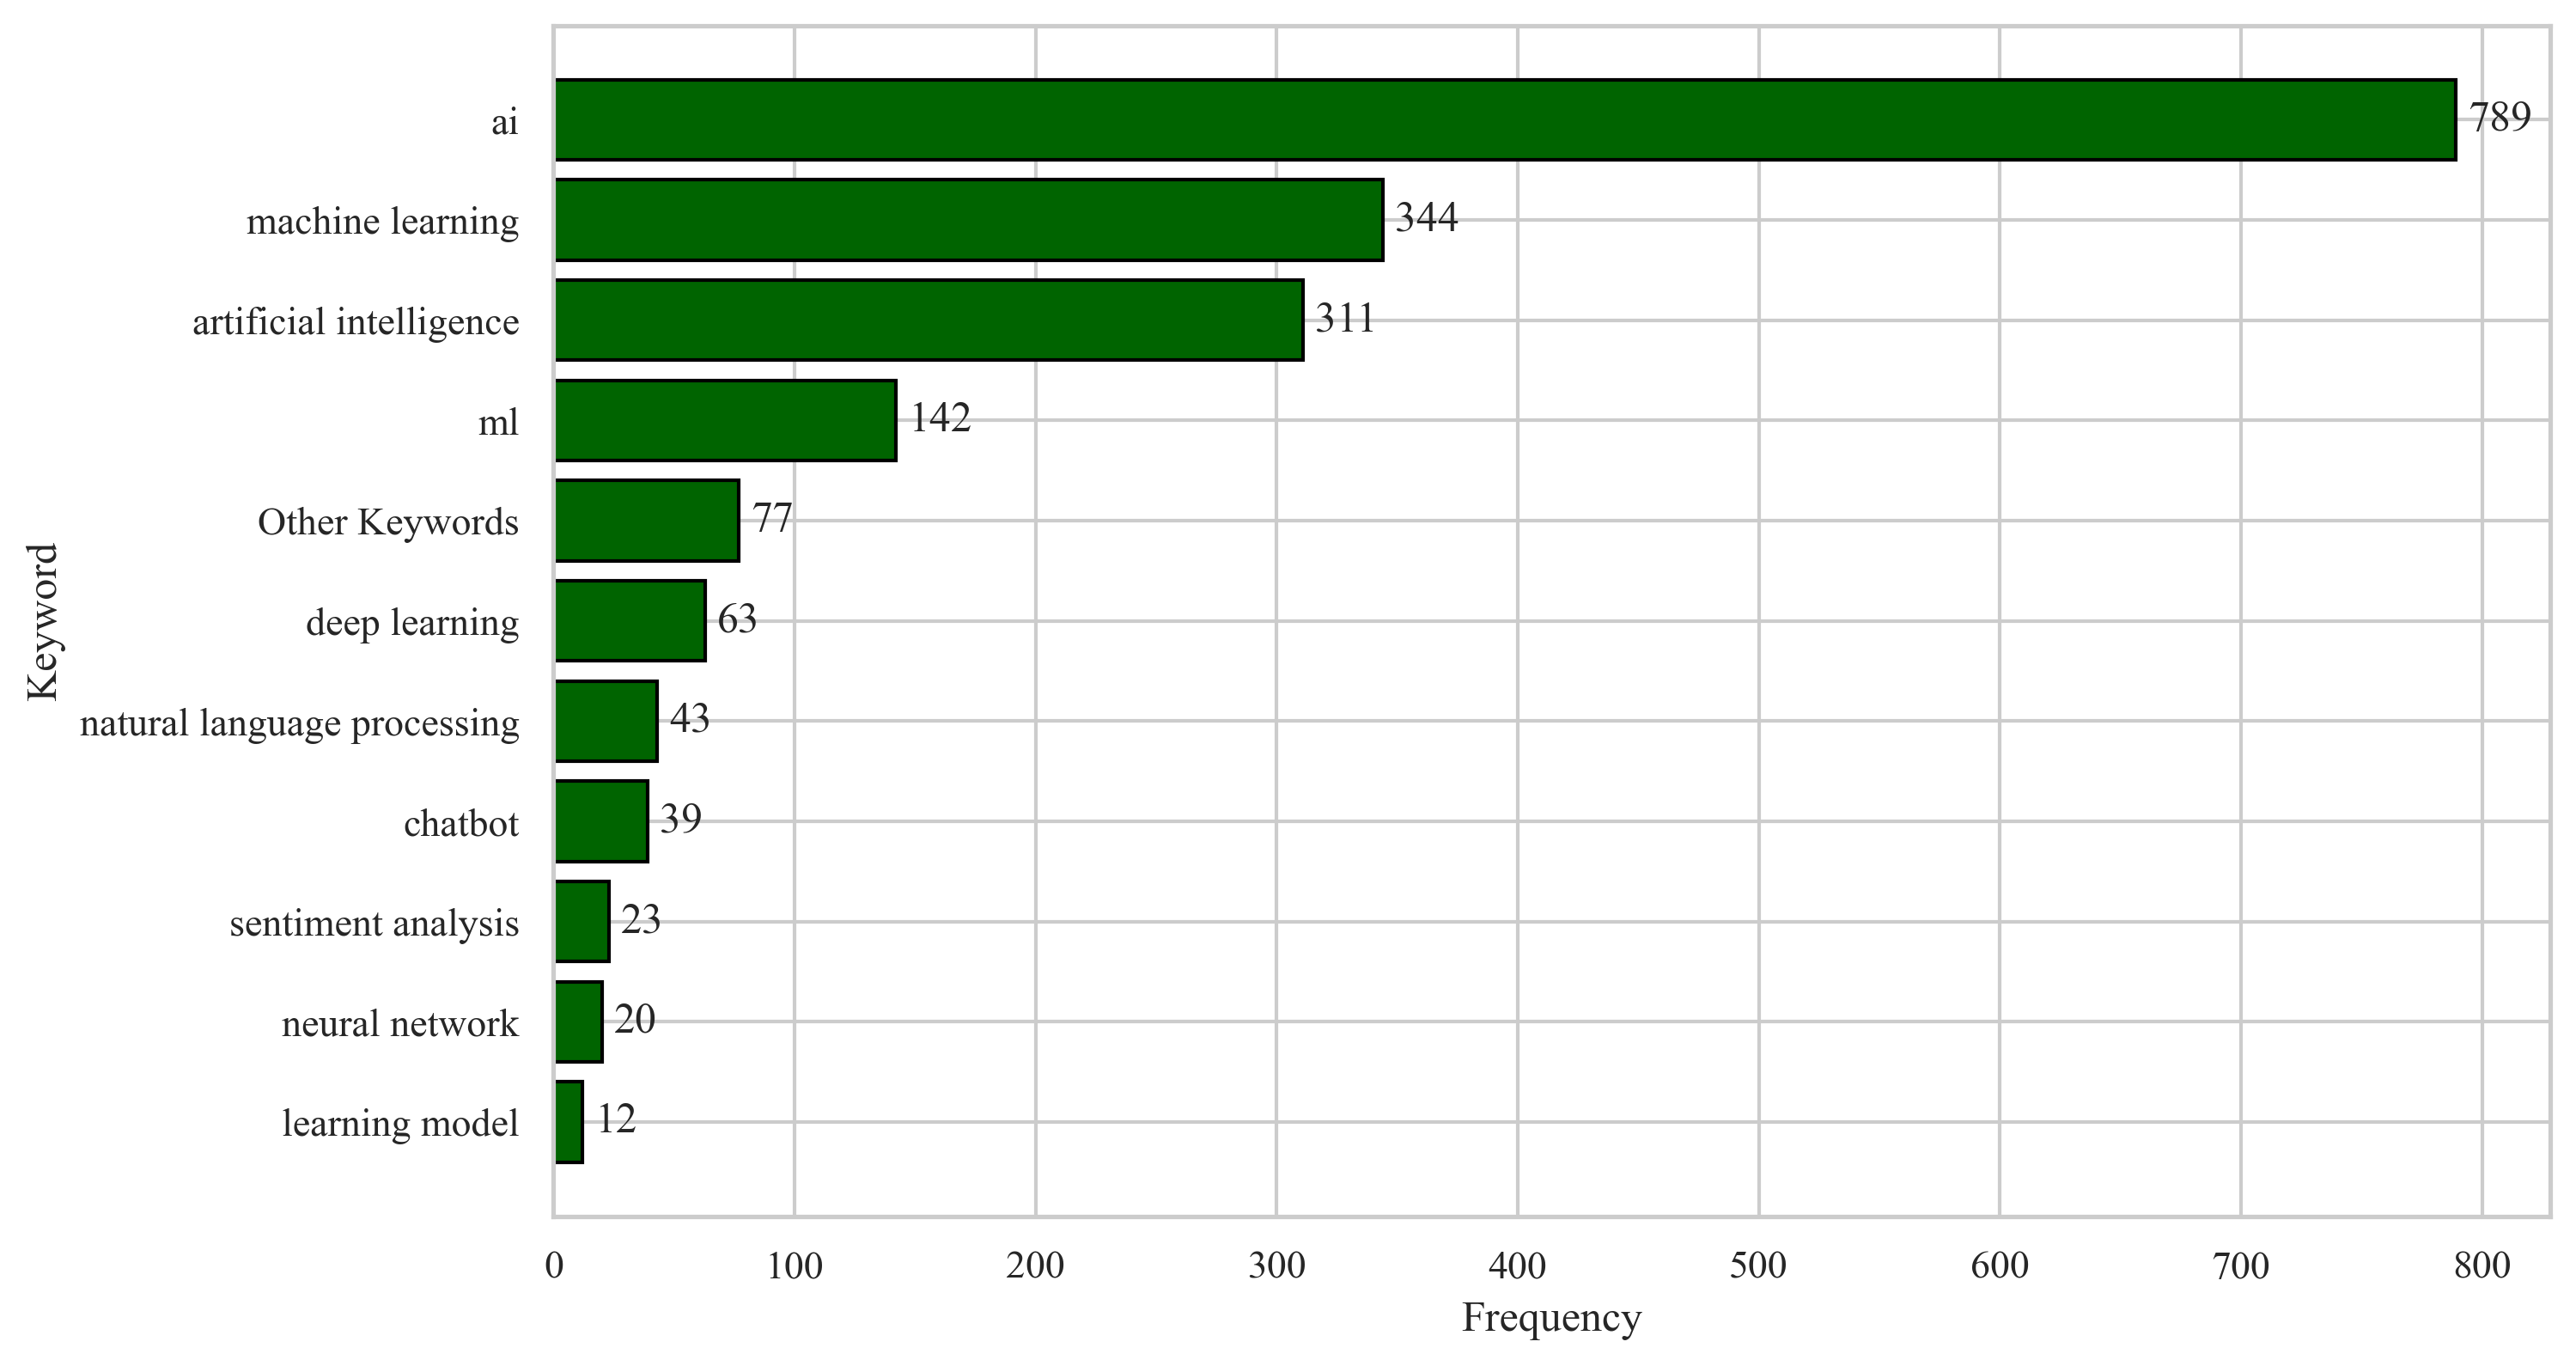 ai
789
machine learning
344
artificial intelligence
311
ml
142
Other Keywords
77
deep learning
63
natural language processing
43
chatbot
39
sentiment analysis
23
neural network
20
learning model
12
Keyword
0 100 200 300 400 500 600 700 800
Frequency